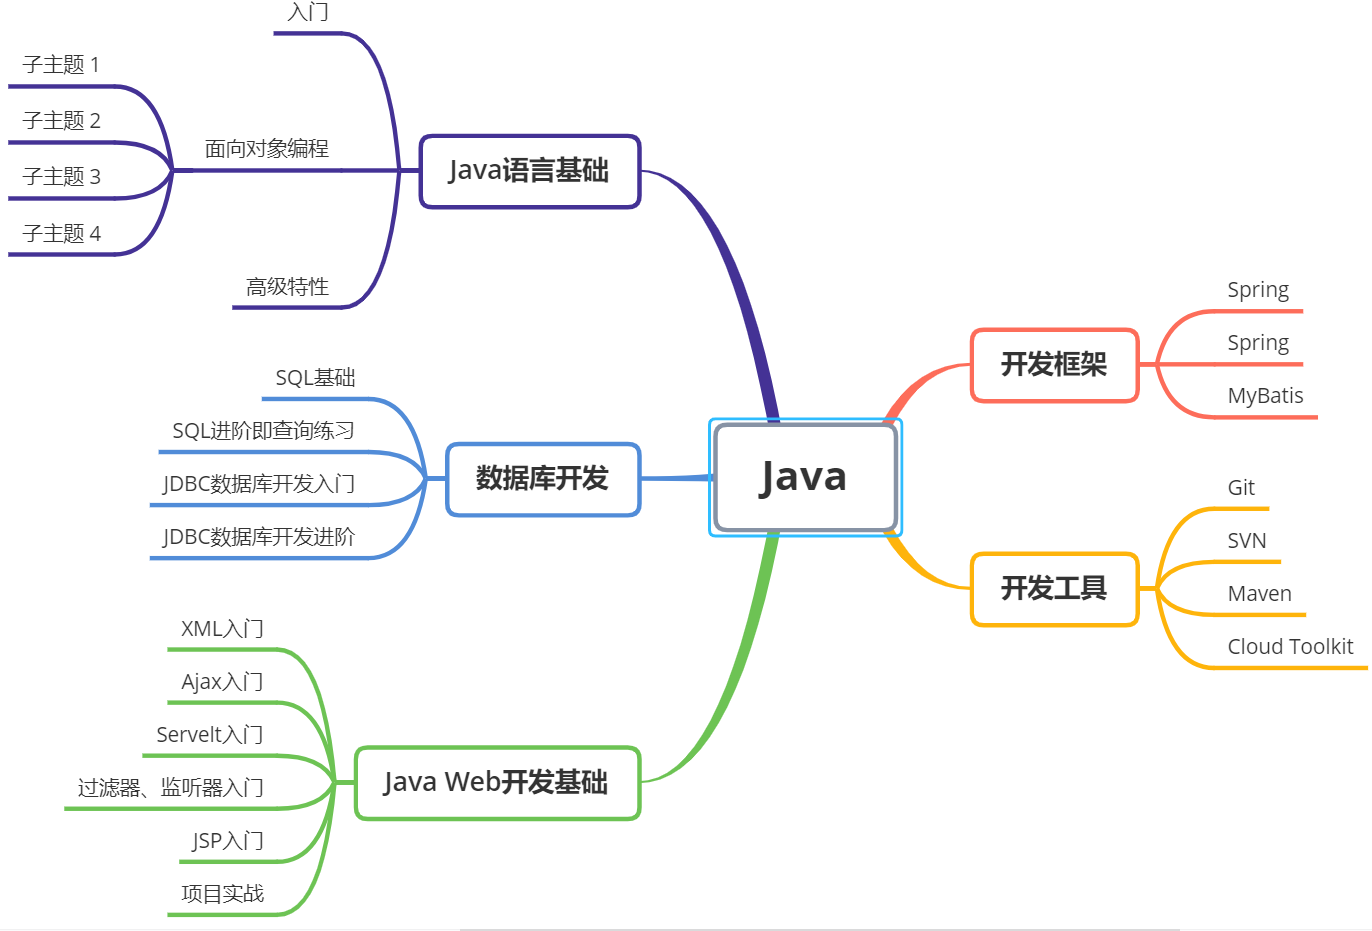 入门
子主题 1
子主题 2
子主题 3
子主题 4
面向对象编程
高级特性
Java语言基础
SQL基础
SQL进阶即查询练习
JDBC数据库开发入门
JDBC数据库开发进阶
数据库开发
XML入门
Ajax入门
Servelt入门
过滤器、监听器入门
JSP入门
项目实战
Java Web开发基础
Java
开发框架
Spring
Spring
MyBatis
开发工具
Git
SVN
Maven
Cloud Toolkit